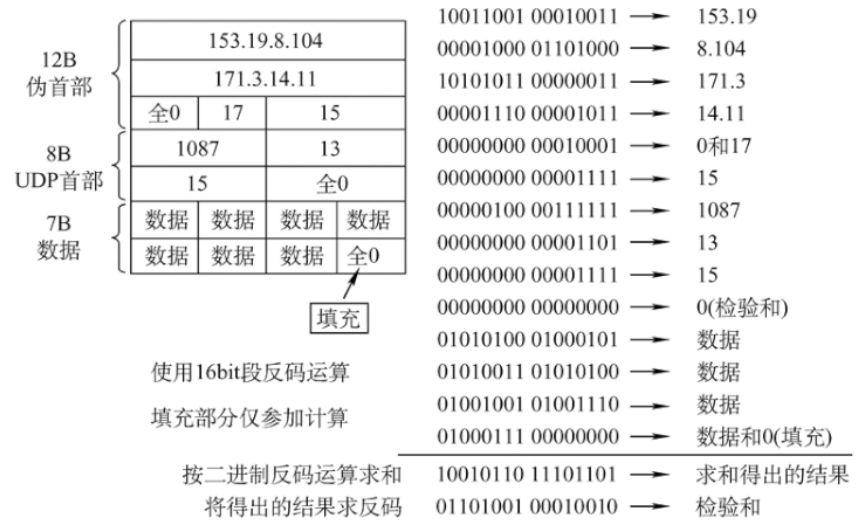 12B
伪首部
153.19.8.104
171.3.14.11
全0 17 15
8B
UDP首部
1087 13
15 全0
7B
数据
数据 数据 数据 数据
数据 数据 数据 全0
填充
使用16bit段反码运算
填充部分仅参加计算
10011001 00010011 → 153.19
00001000 01101000 → 8.104
10101011 00000011 → 171.3
00001110 00001011 → 14.11
00000000 00010001 → 0和17
00000000 00001111 → 15
00000100 00111111 → 1087
00000000 00001101 → 13
00000000 00001111 → 15
00000000 00000000 → 0(检验和)
01010100 01000101 → 数据
01010011 01010100 → 数据
01001001 01001110 → 数据
01000111 00000000 → 数据和0(填充)
按二进制反码运算求和 10010110 11101101 → 求和得出的结果
将得出的结果求反码 01101001 00010010 → 检验和